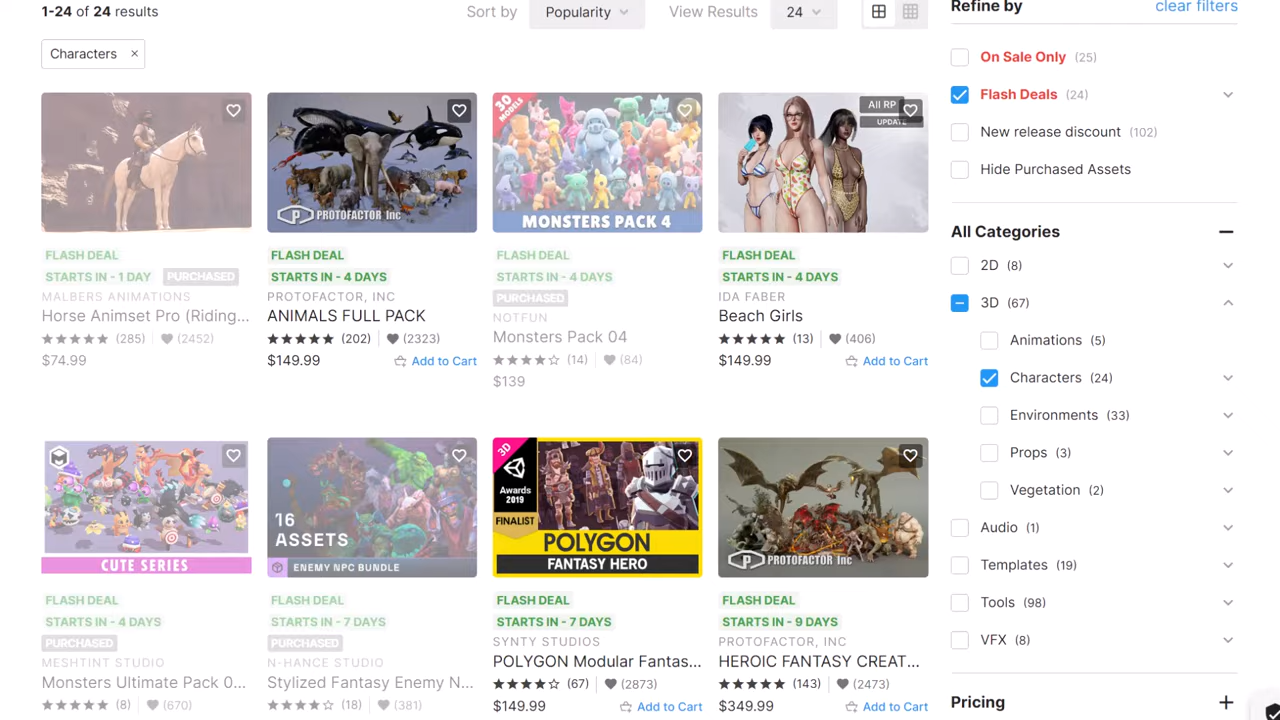 1-24 of 24 results
Sort by Popularity
View Results 24
Characters ×
30 MODELS
MONSTERS PACK 4
PROTOFACTOR Inc
All RP
UPDATE
FLASH DEAL
STARTS IN - 1 DAY PURCHASED
MALBERS ANIMATIONS
Horse Animset Pro (Riding...
(285) (2452)
$74.99
FLASH DEAL
STARTS IN - 4 DAYS
PROTOFACTOR, INC
ANIMALS FULL PACK
(202) (2323)
$149.99 Add to Cart
FLASH DEAL
STARTS IN - 4 DAYS
PURCHASED
NOTFUN
Monsters Pack 04
(14) (84)
$139
FLASH DEAL
STARTS IN - 4 DAYS
IDA FABER
Beach Girls
(13) (406)
$149.99 Add to Cart
CUTE SERIES
FLASH DEAL
STARTS IN - 4 DAYS
PURCHASED
MESHTINT STUDIO
Monsters Ultimate Pack 0...
(8) (670)
16
ASSETS
ENEMY NPC BUNDLE
FLASH DEAL
STARTS IN - 7 DAYS
PURCHASED
N-HANCE STUDIO
Stylized Fantasy Enemy N...
(18) (381)
3D
Awards
2019
FINALIST
POLYGON
FANTASY HERO
FLASH DEAL
STARTS IN - 7 DAYS
SYNTY STUDIOS
POLYGON Modular Fantas...
(67) (2873)
$149.99 Add to Cart
PROTOFACTOR Inc
FLASH DEAL
STARTS IN - 9 DAYS
PROTOFACTOR, INC
HEROIC FANTASY CREAT...
(143) (2473)
$349.99 Add to Cart
Refine by clear filters
On Sale Only (25)
Flash Deals (24)
New release discount (102)
Hide Purchased Assets
All Categories
2D (8)
3D (67)
Animations (5)
Characters (24)
Environments (33)
Props (3)
Vegetation (2)
Audio (1)
Templates (19)
Tools (98)
VFX (8)
Pricing